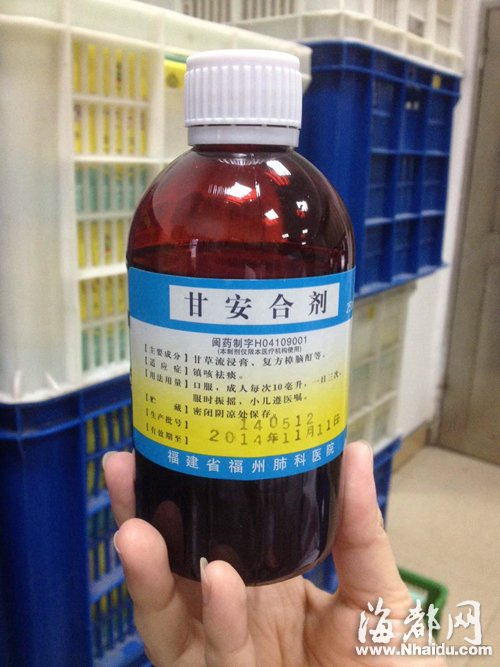 甘安合剂
25
闽药制字H04109001
(本制剂仅限本医疗机构使用)
[主要成分] 甘草流浸膏、复方樟脑酊等。
[适应症] 镇咳祛痰。
[用法用量] 口服，成人每次10毫升，一日三次，
服时振摇，小儿遵医嘱。
[贮藏] 密闭阴凉处保存。
[生产批号] 140512
[有效期至] 2014年11月11日
福建省福州肺科医院
海都网
www.Nhaidu.com